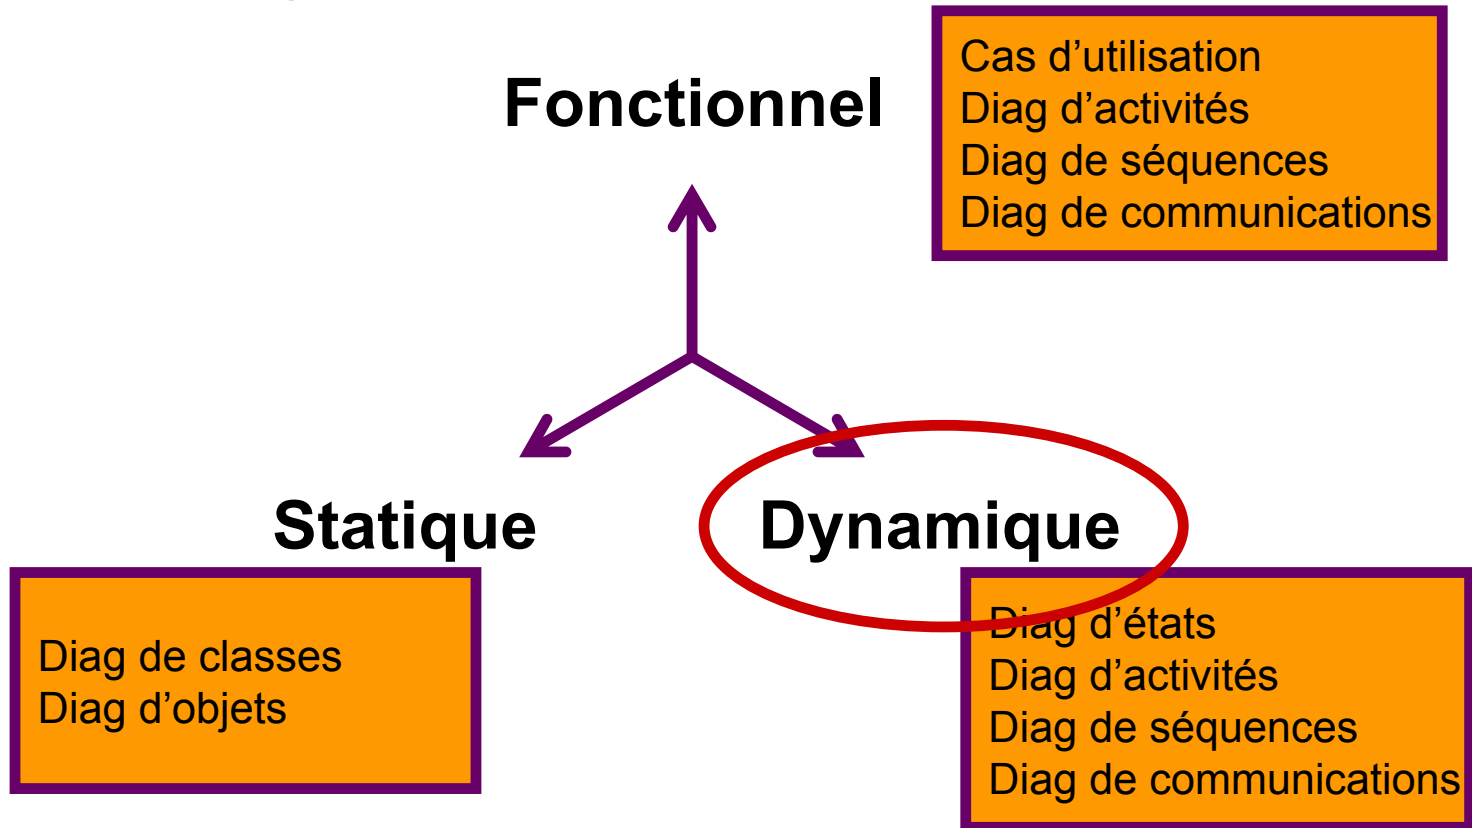 Fonctionnel
Cas d’utilisation
Diag d’activités
Diag de séquences
Diag de communications
Statique
Dynamique
Diag de classes
Diag d’objets
Diag d’états
Diag d’activités
Diag de séquences
Diag de communications